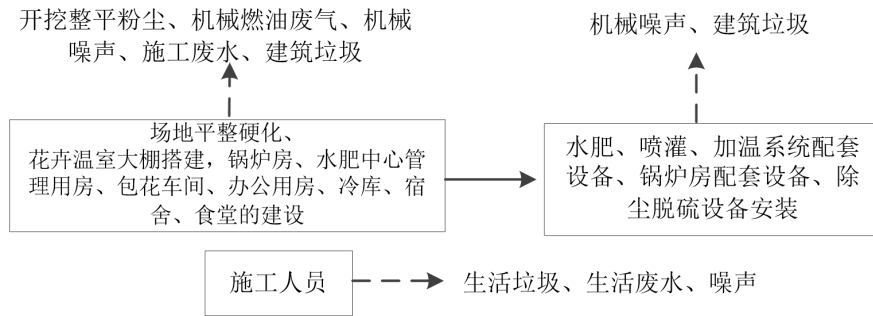 开挖整平粉尘、机械燃油废气、机械
噪声、施工废水、建筑垃圾
机械噪声、建筑垃圾
场地平整硬化、
花卉温室大棚搭建，锅炉房、水肥中心管
理用房、包花车间、办公用房、冷库、宿
舍、食堂的建设
水肥、喷灌、加温系统配套
设备、锅炉房配套设备、除
尘脱硫设备安装
施工人员
生活垃圾、生活废水、噪声